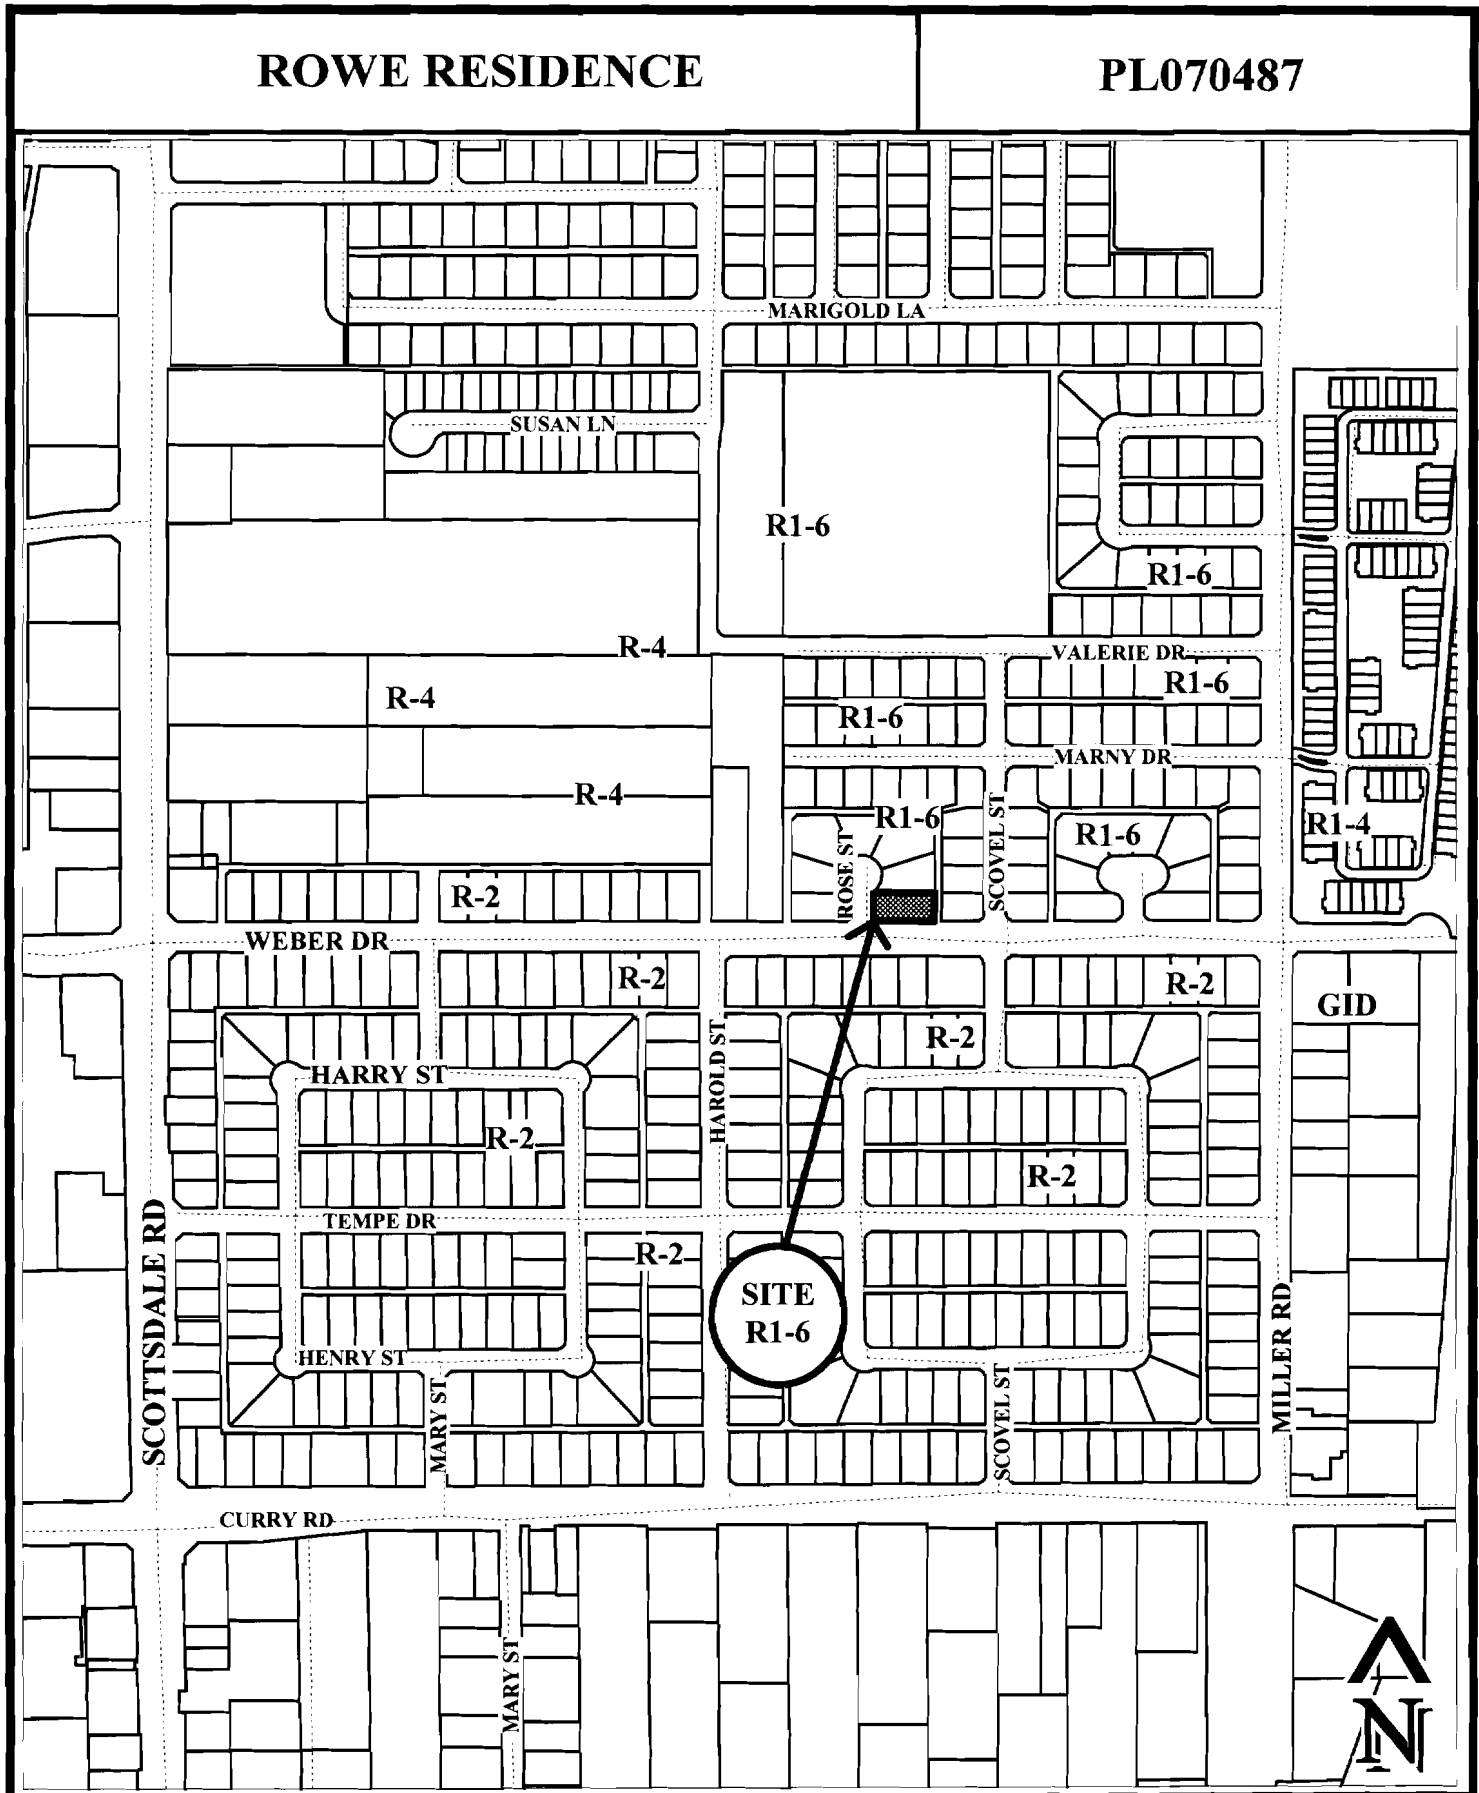 ROWE RESIDENCE
PL070487
MARIGOLD LA
SUSAN LN
R1-6
R1-6
R-4
VALERIE DR
R1-6
R-4
R1-6
MARNY DR
R-4
R1-6
ROSE ST
SCOVEL ST
R1-6
R1-4
R-2
WEBER DR
R-2
R-2
GID
R-2
HARRY ST
HAROLD ST
R-2
R-2
TEMPE DR
R-2
SCOTTSDALE RD
SITE
R1-6
MILLER RD
HENRY ST
MARY ST
SCOVEL ST
CURRY RD
MARY ST
N